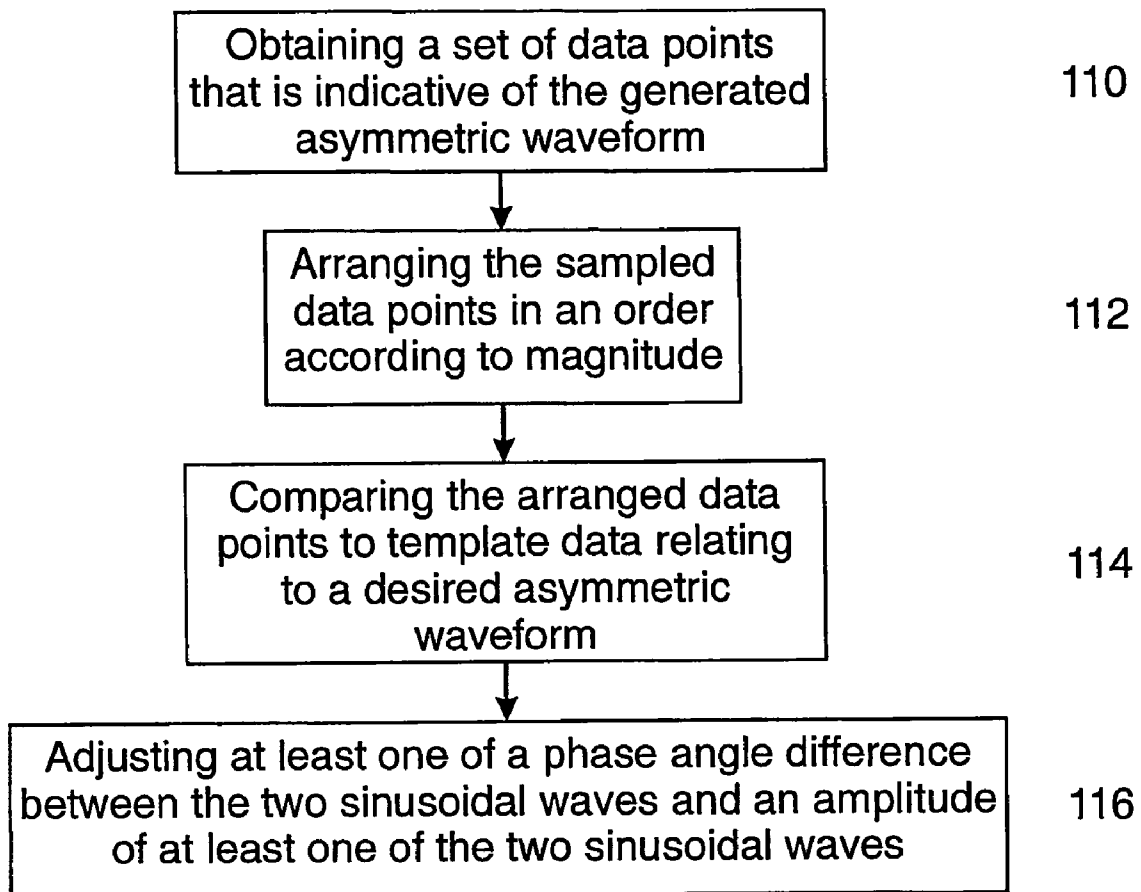 Obtaining a set of data points
that is indicative of the generated
asymmetric waveform
110
Arranging the sampled
data points in an order
according to magnitude
112
Comparing the arranged data
points to template data relating
to a desired asymmetric
waveform
114
Adjusting at least one of a phase angle difference
between the two sinusoidal waves and an amplitude
of at least one of the two sinusoidal waves
116